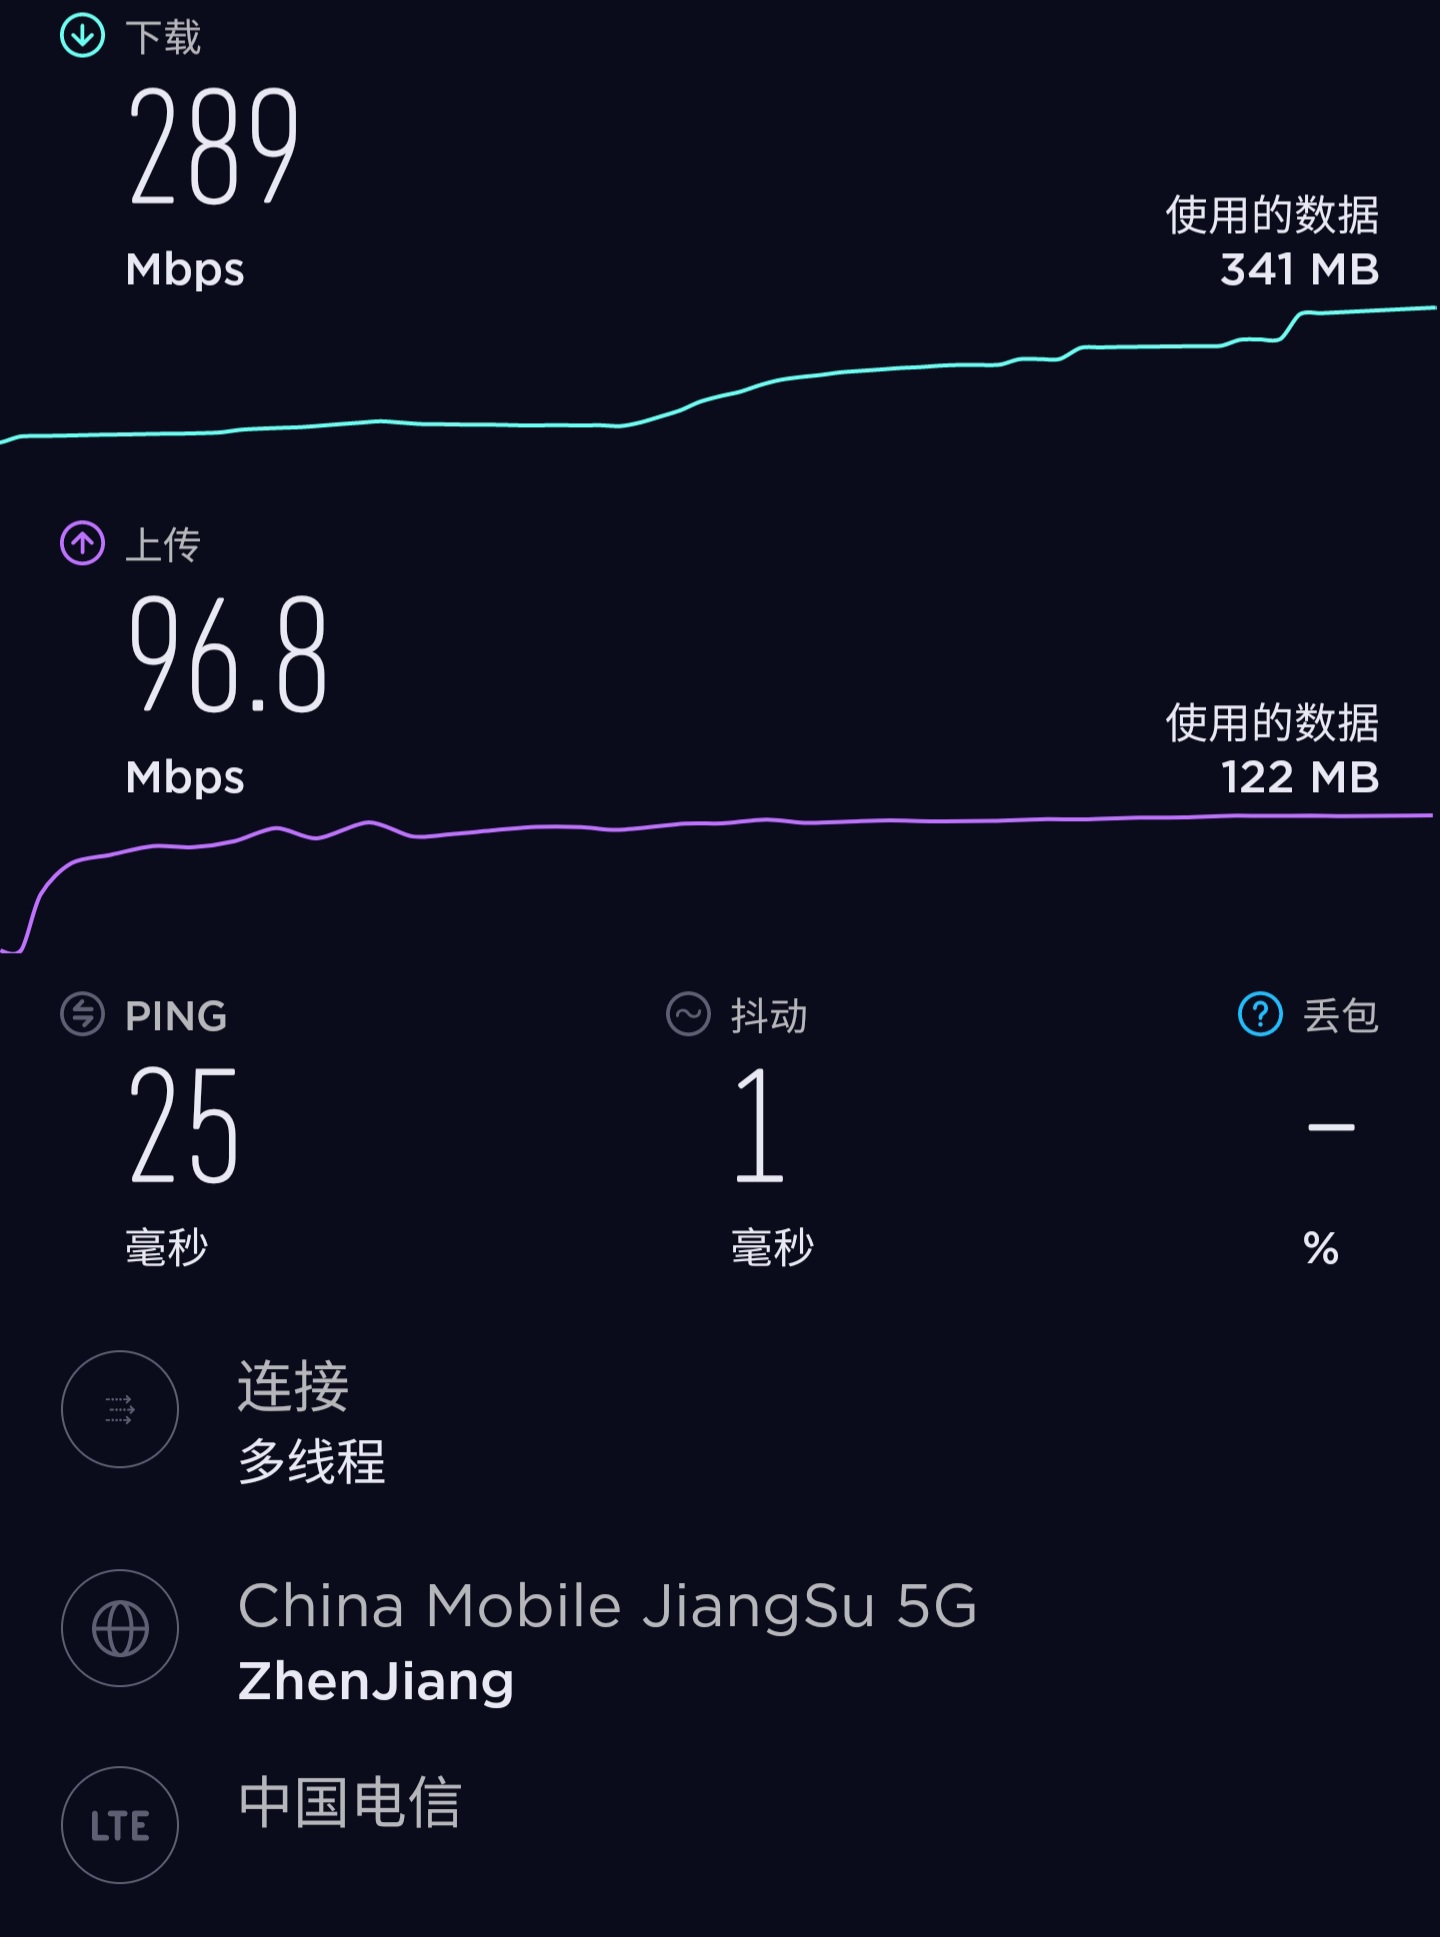 下载
289
Mbps
使用的数据
341 MB
上传
96.8
Mbps
使用的数据
122 MB
PING
25
毫秒
抖动
1
毫秒
丢包
–
%
连接
多线程
China Mobile JiangSu 5G
ZhenJiang
LTE
中国电信